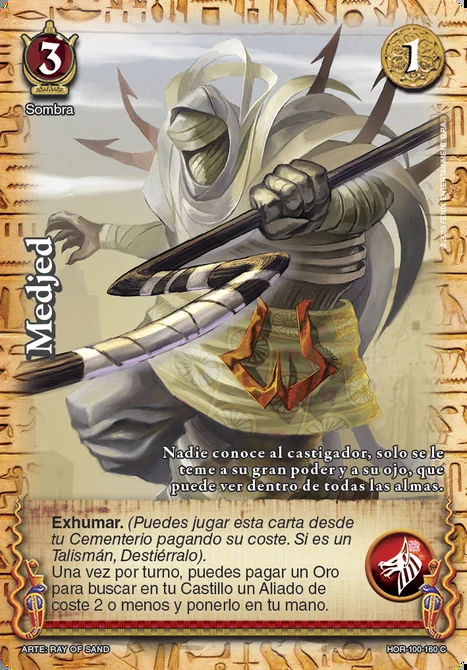 3
1
Sombra
© 2023 REVO ENTERTAINMENT S.P.A.
Medjed
Nadie conoce al castigador, solo se le
teme a su gran poder y a su ojo, que
puede ver dentro de todas las almas.
Exhumar. (Puedes jugar esta carta desde
tu Cementerio pagando su coste. Si es un
Talismán, Destiérralo).
Una vez por turno, puedes pagar un Oro
para buscar en tu Castillo un Aliado de
coste 2 o menos y ponerlo en tu mano.
ARTE: RAY OF SAND
HOR-100-160 C